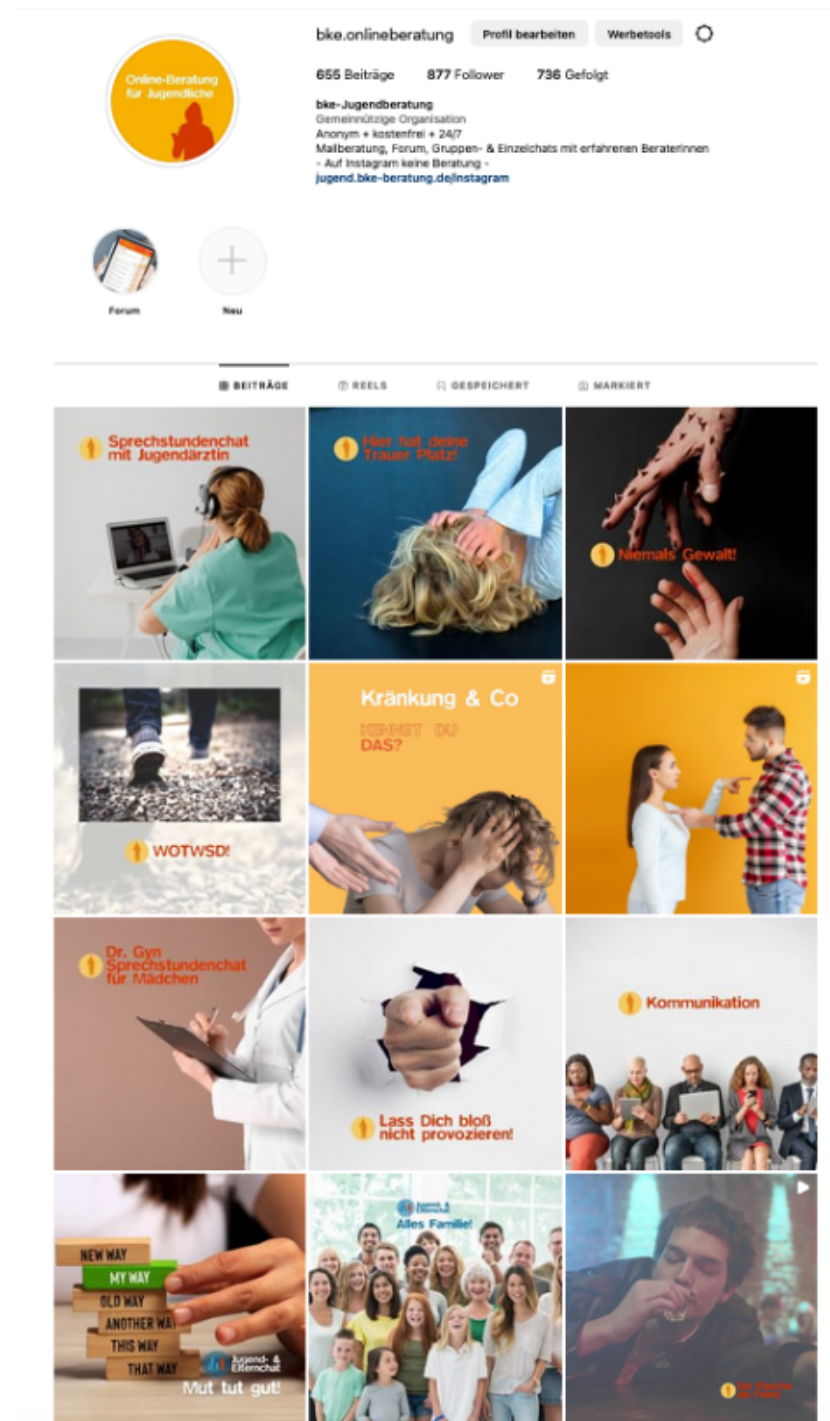 bke.onlineberatung
Profil bearbeiten
Werbetools
655 Beiträge 877 Follower 736 Gefolgt
bke-Jugendberatung
Gemeinnützige Organisation
Anonym + kostenfrei + 24/7
Mailberatung, Forum, Gruppen- & Einzelchats mit erfahrenen BeraterInnen
- Auf Instagram keine Beratung -
jugend.bke-beratung.de/instagram
Online-Beratung
für Jugendliche
Forum
Neu
BEITRÄGE
REELS
GESPEICHERT
MARKIERT
Sprechstundenchat
mit Jugendärztin
Hier hat deine
Trauer Platz!
Niemals Gewalt!
WOTWSD!
Kränkung & Co
KENNST DU
DAS?
Dr. Gyn
Sprechstundenchat
für Mädchen
Lass Dich bloß
nicht provozieren!
Kommunikation
NEW WAY
MY WAY
OLD WAY
ANOTHER WAY
THIS WAY
THAT WAY
Jugend- &
Elternchat
Mut tut gut!
Jugend- &
Elternchat
Alles Familie!